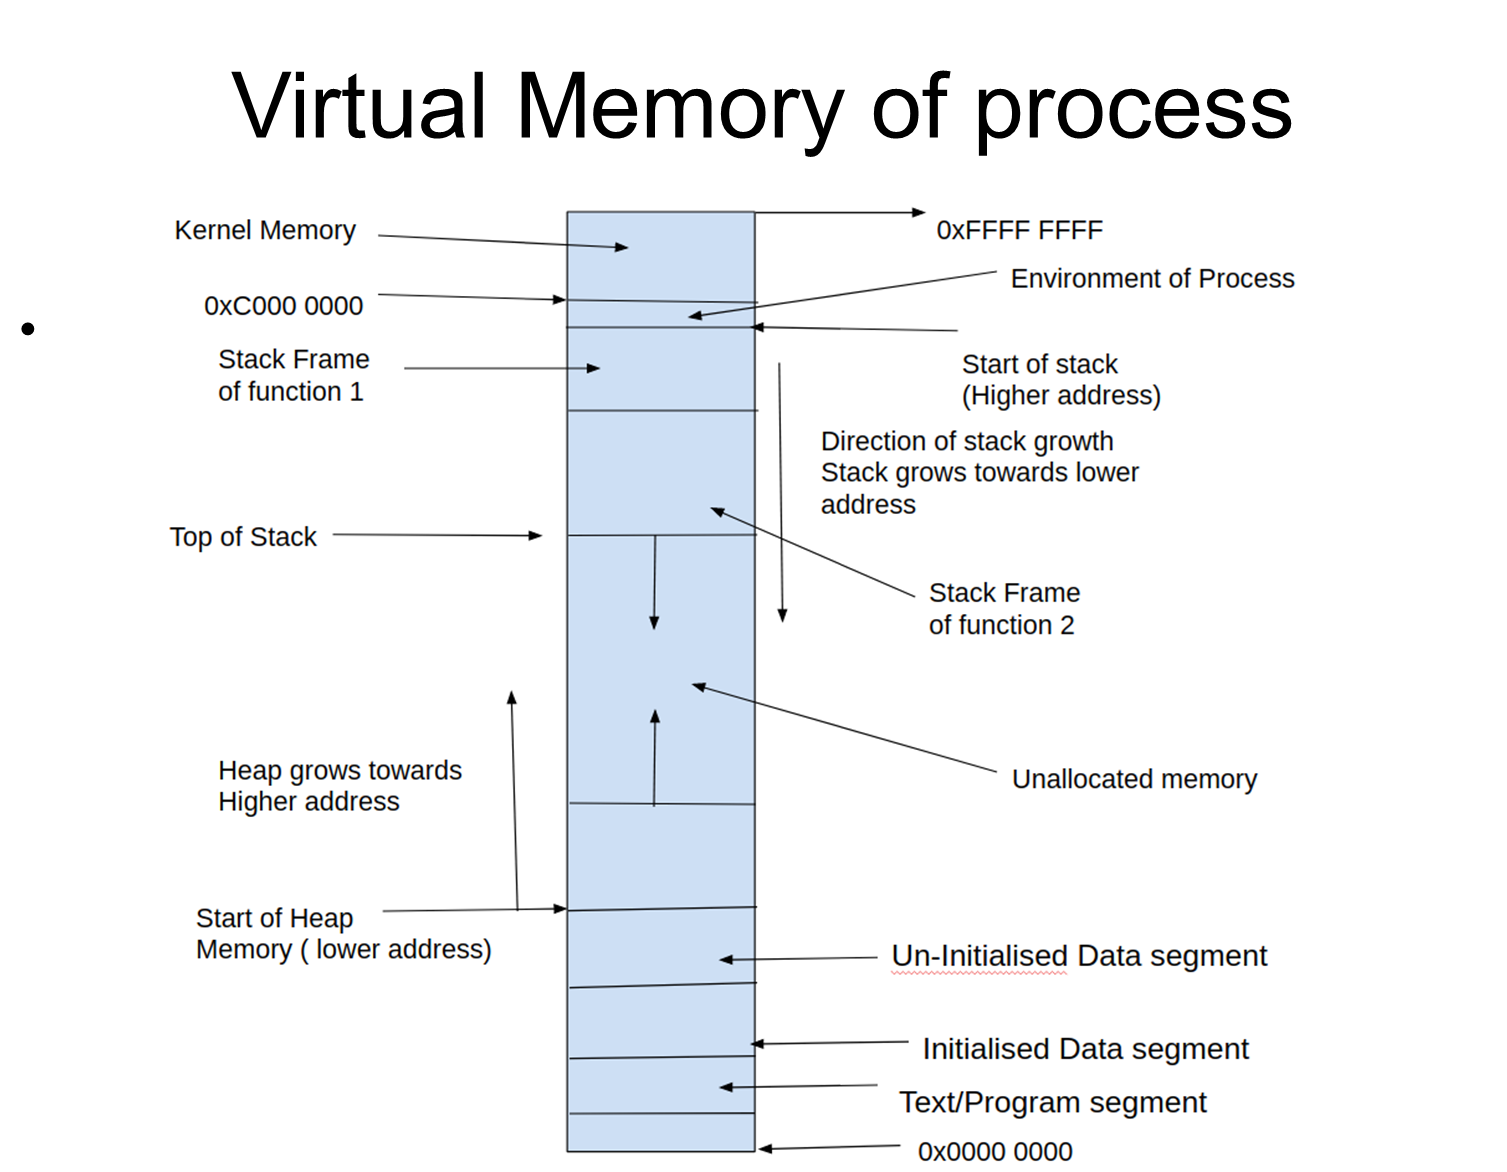 Virtual Memory of process
Kernel Memory
0xFFFF FFFF
Environment of Process
0xC000 0000
•
Stack Frame
of function 1
Start of stack
(Higher address)
Direction of stack growth
Stack grows towards lower
address
Top of Stack
Stack Frame
of function 2
Heap grows towards
Higher address
Unallocated memory
Start of Heap
Memory ( lower address)
Un-Initialised Data segment
Initialised Data segment
Text/Program segment
0x0000 0000